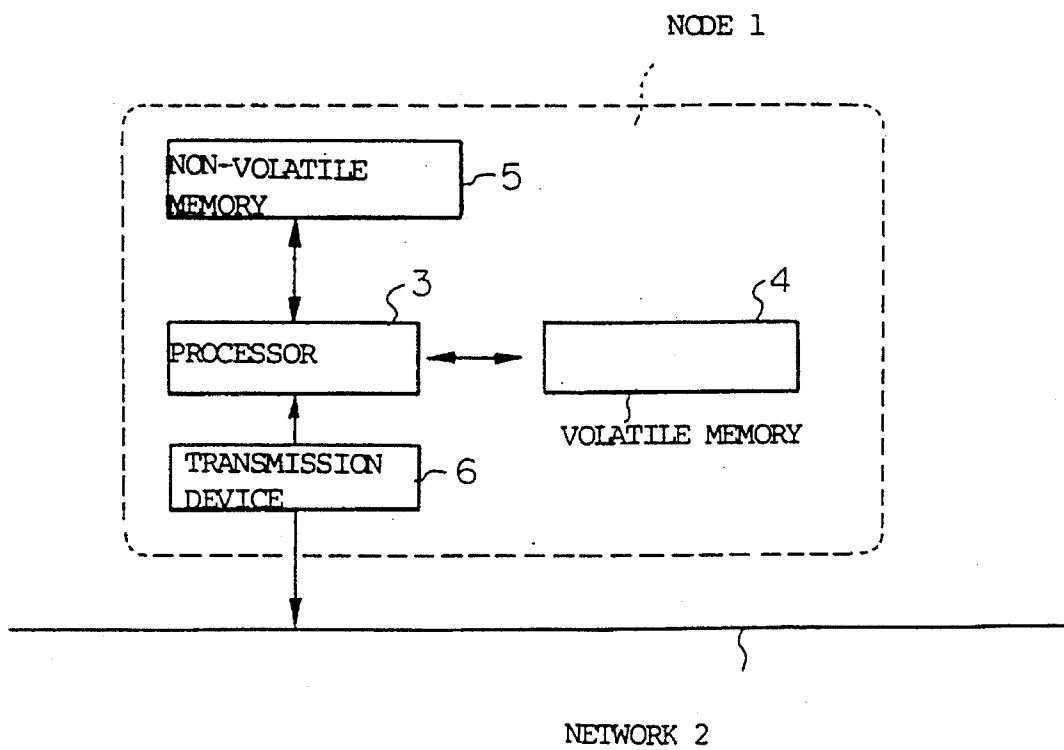 NODE 1
NON-VOLATILE
MEMORY
5
3
4
PROCESSOR
VOLATILE MEMORY
TRANSMISSION
DEVICE
6
NETWORK 2